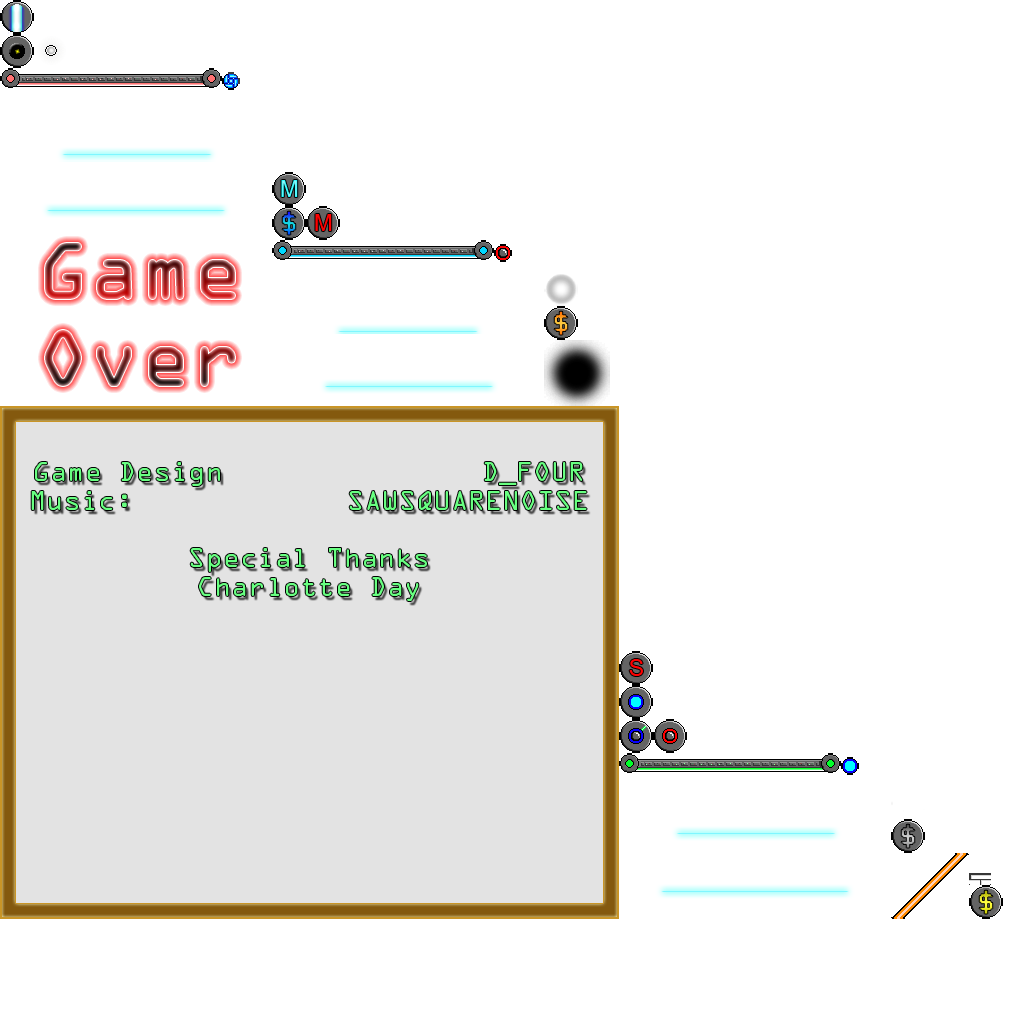 M
$ M
Game
Over
$
Game Design D_FOUR
Music: SAWSQUARENOISE
Special Thanks
Charlotte Day
S
O
$
$